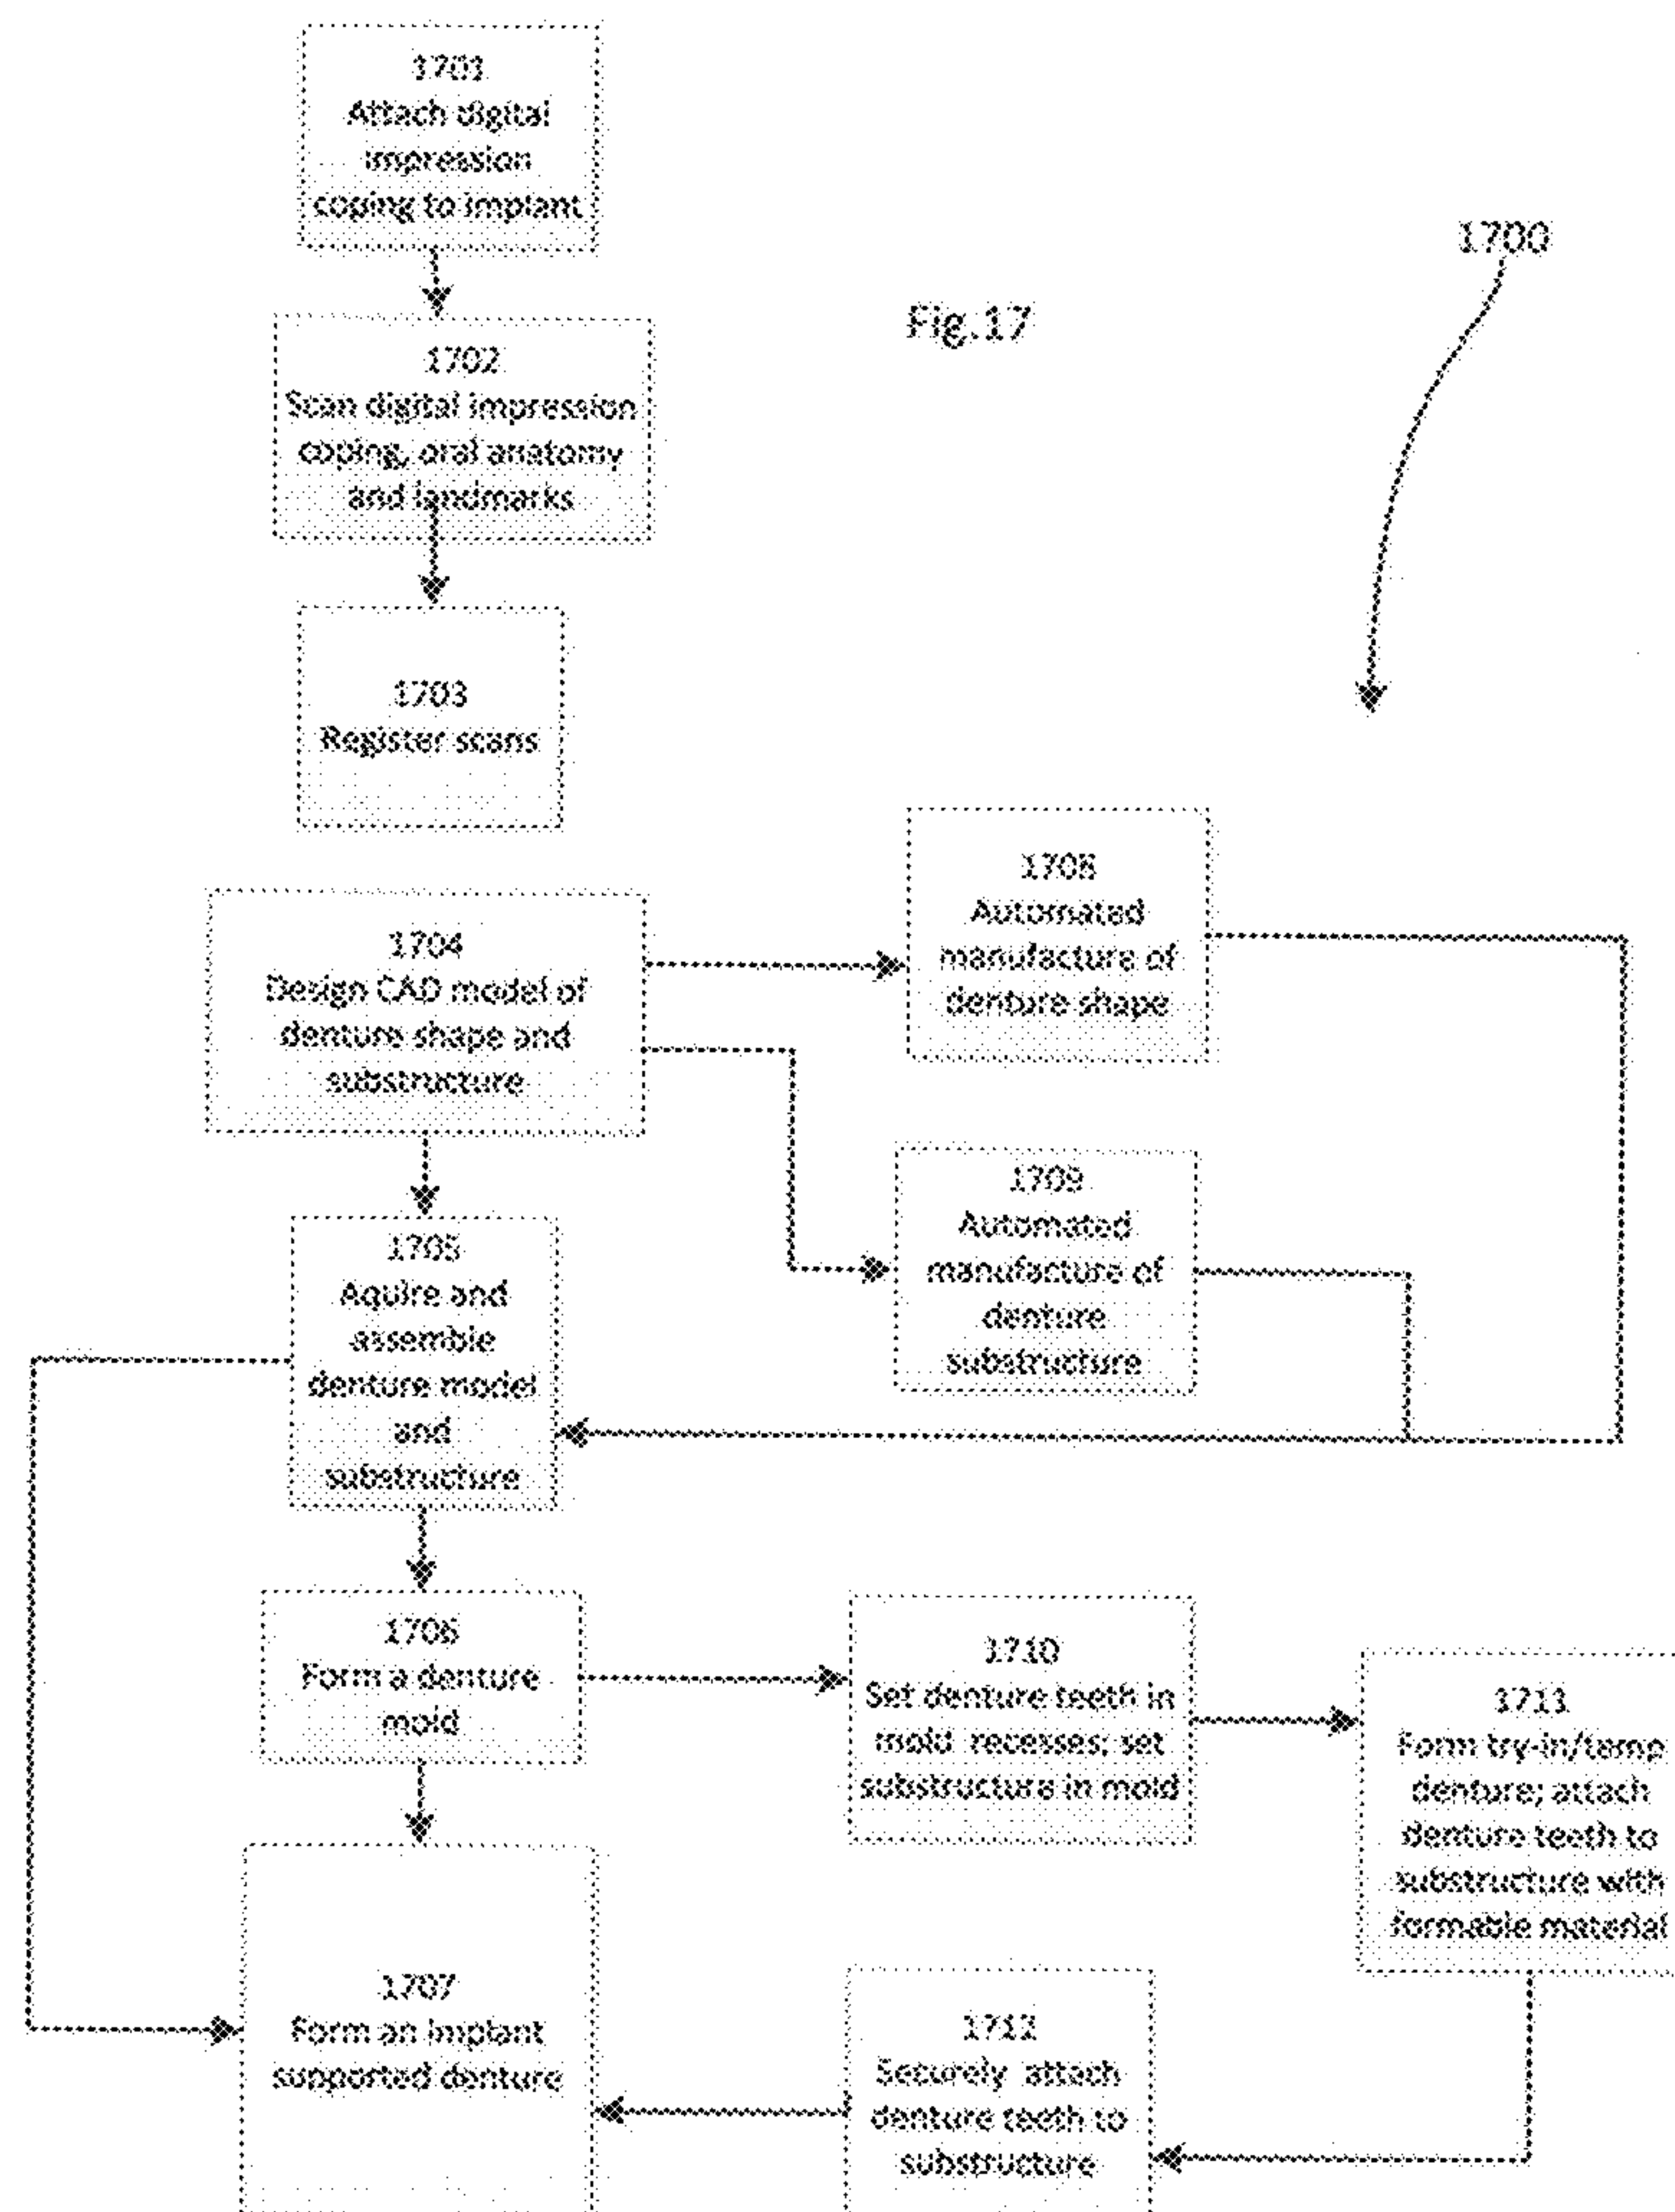 1701
Attach digital
impression
coping to implant
1700
Fig.17
1702
Scan digital impression
coping, oral anatomy
and landmarks
1703
Register scans
1708
Automated
manufacture of
denture shape
1704
Design CAD model of
denture shape and
substructure
1709
Automated
manufacture of
denture
substructure
1705
Aquire and
assemble
denture model
and
substructure
1706
Form a denture
mold
1710
Set denture teeth in
mold recesses; set
substructure in mold
1711
Form try-in/temp
denture; attach
denture teeth to
substructure with
formable material
1707
Form an implant
supported denture
1712
Securely attach
denture teeth to
substructure